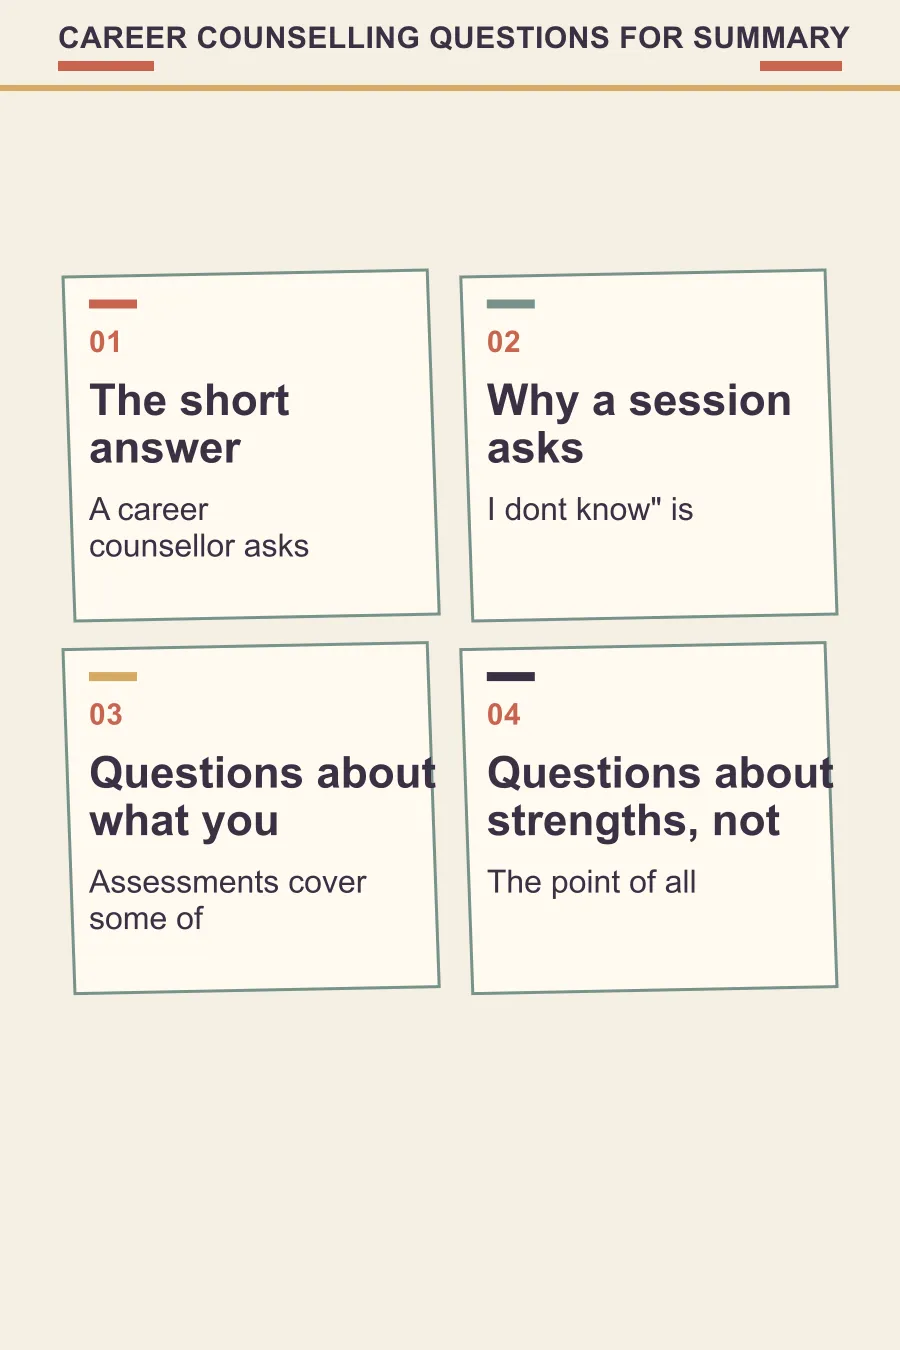 CAREER COUNSELLING QUESTIONS FOR SUMMARY
01
The short
answer
A career
counsellor asks
02
Why a session
asks
I dont know" is
03
Questions about
what you
Assessments cover
some of
04
Questions about
strengths, not
The point of all